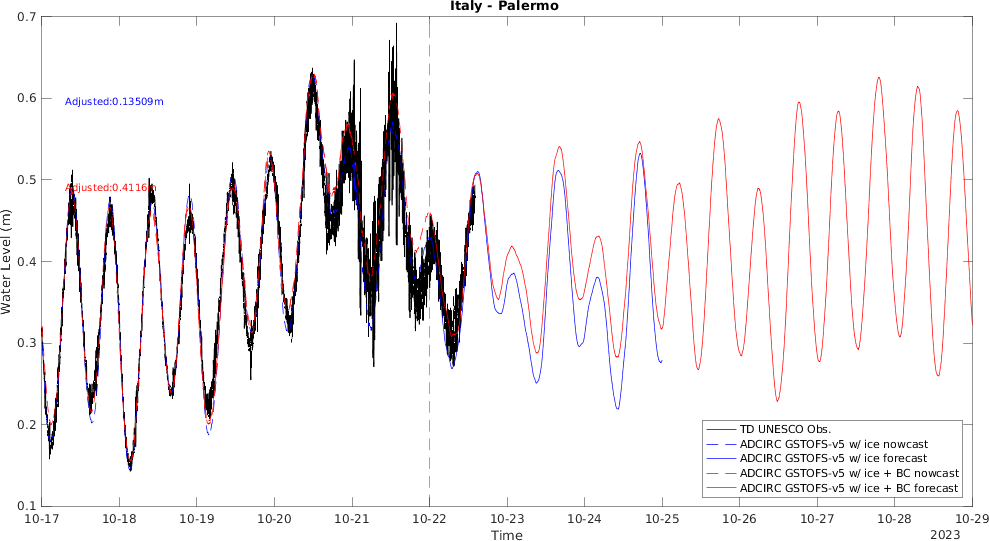 Italy - Palermo
0.7
0.6
0.5
0.4
0.3
0.2
0.1
Water Level (m)
Adjusted:0.13509m
Adjusted:0.4116m
TD UNESCO Obs.
ADCIRC GSTOFS-v5 w/ ice nowcast
ADCIRC GSTOFS-v5 w/ ice forecast
ADCIRC GSTOFS-v5 w/ ice + BC nowcast
ADCIRC GSTOFS-v5 w/ ice + BC forecast
10-17 10-18 10-19 10-20 10-21 10-22 10-23 10-24 10-25 10-26 10-27 10-28 10-29
Time
2023